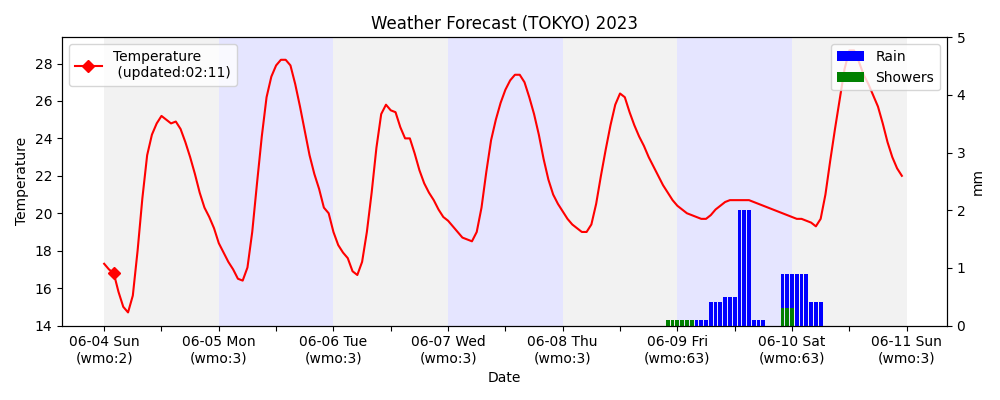 Weather Forecast (TOKYO) 2023
Temperature
(updated:02:11)
Rain
Showers
Temperature
28
26
24
22
20
18
16
14
5
4
3
2
1
0
mm
06-04 Sun
(wmo:2)
06-05 Mon
(wmo:3)
06-06 Tue
(wmo:3)
06-07 Wed
(wmo:3)
06-08 Thu
(wmo:3)
06-09 Fri
(wmo:63)
06-10 Sat
(wmo:63)
06-11 Sun
(wmo:3)
Date